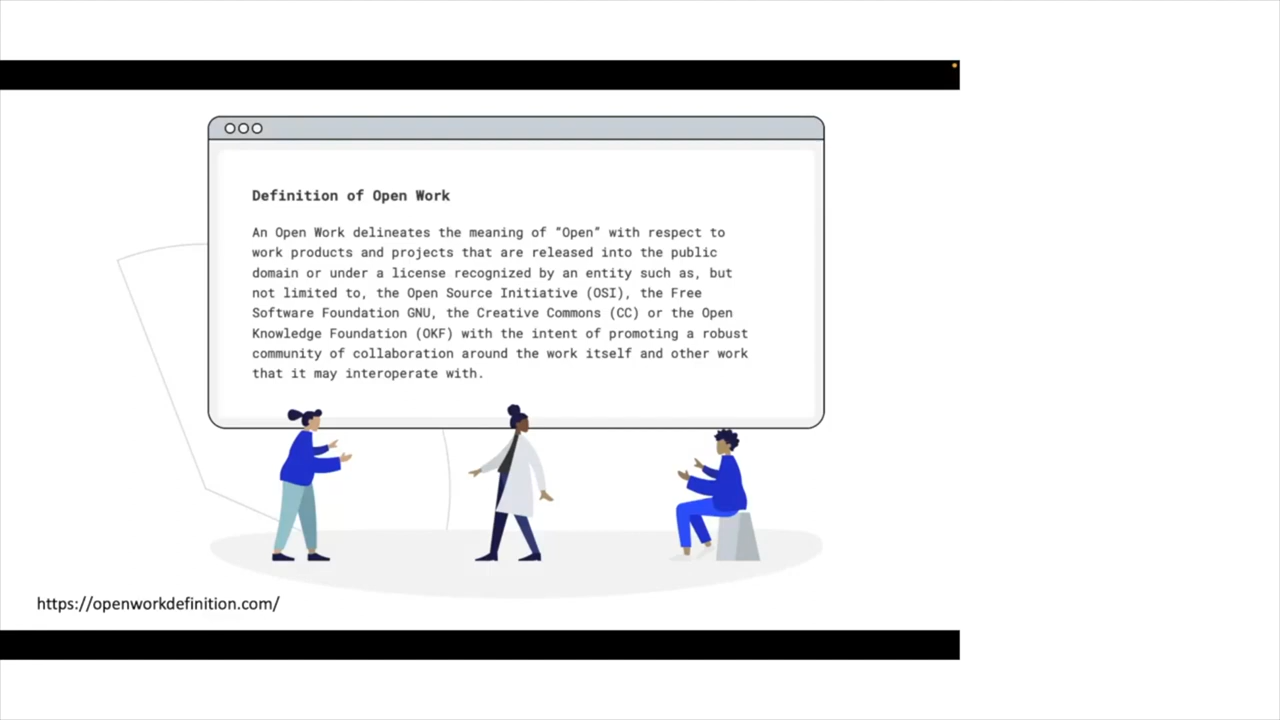 Definition of Open Work
An Open Work delineates the meaning of “Open” with respect to
work products and projects that are released into the public
domain or under a license recognized by an entity such as, but
not limited to, the Open Source Initiative (OSI), the Free
Software Foundation GNU, the Creative Commons (CC) or the Open
Knowledge Foundation (OKF) with the intent of promoting a robust
community of collaboration around the work itself and other work
that it may interoperate with.
https://openworkdefinition.com/